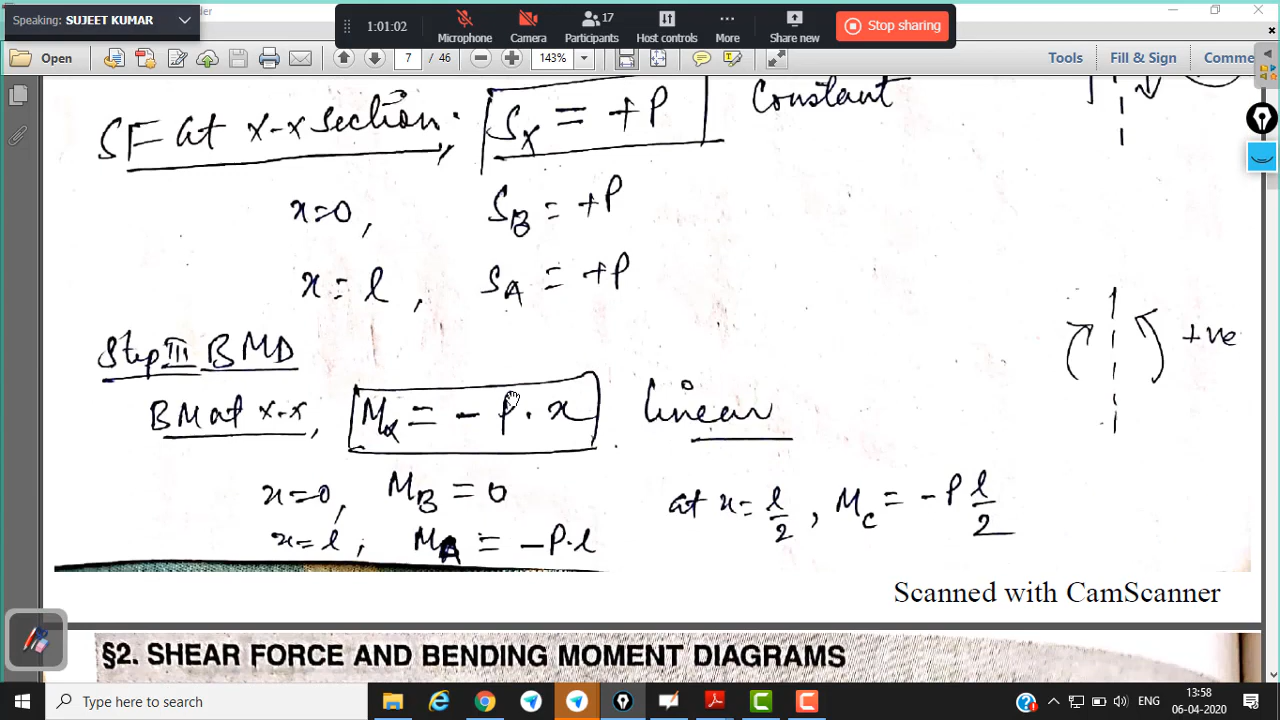 Speaking: SUJEET KUMAR
1:01:02
Microphone
Camera
17
Participants
Host controls
More
Share new
Stop sharing
Open
7 / 46
143%
Tools
Fill & Sign
Comme
SF at x-x section, Sx = +P Constant
x=0, SB = +P
x = l, SA = +P
Step III BMD
+ve
BM at x-x, Mx = - P · x linear
x=0, MB = 0
at x = l/2, Mc = - P l/2
x = l, MA = -P·l
Scanned with CamScanner
§2. SHEAR FORCE AND BENDING MOMENT DIAGRAMS
Type here to search
ENG
13:58
06-04-2020